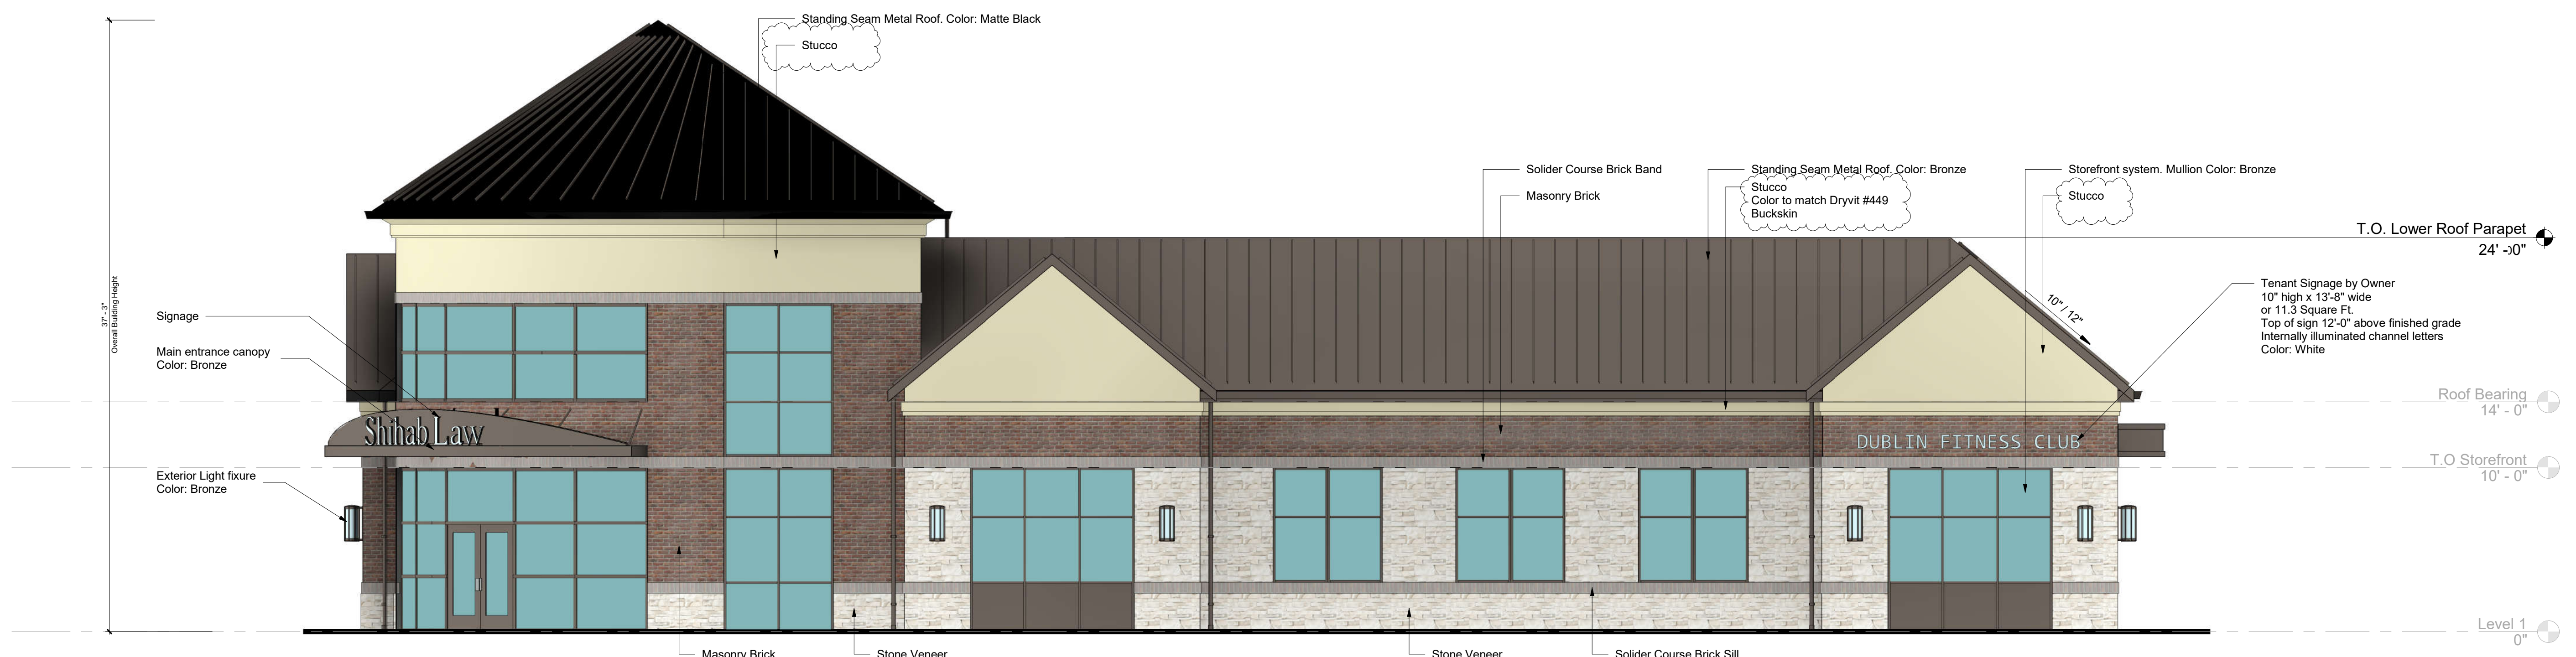 Standing Seam Metal Roof. Color: Matte Black
Stucco
Solider Course Brick Band
Masonry Brick
Standing Seam Metal Roof. Color: Bronze
Stucco
Color to match Dryvit #449
Buckskin
Storefront system. Mullion Color: Bronze
Stucco
T.O. Lower Roof Parapet
24' - 0"
37' - 3"
Overall Building Height
10" / 12"
Tenant Signage by Owner
10" high x 13'-8" wide
or 11.3 Square Ft.
Top of sign 12'-0" above finished grade
Internally illuminated channel letters
Color: White
Signage
Main entrance canopy
Color: Bronze
Roof Bearing
14' - 0"
Shihab Law
DUBLIN FITNESS CLUB
T.O Storefront
10' - 0"
Exterior Light fixure
Color: Bronze
Level 1
0"
Masonry Brick
Stone Veneer
Stone Veneer
Solider Course Brick Sill